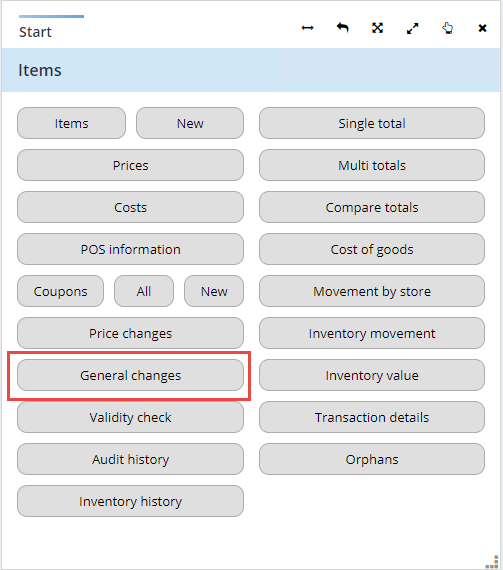 Start
Items
Items New
Prices
Costs
POS information
Coupons All New
Price changes
General changes
Validity check
Audit history
Inventory history
Single total
Multi totals
Compare totals
Cost of goods
Movement by store
Inventory movement
Inventory value
Transaction details
Orphans